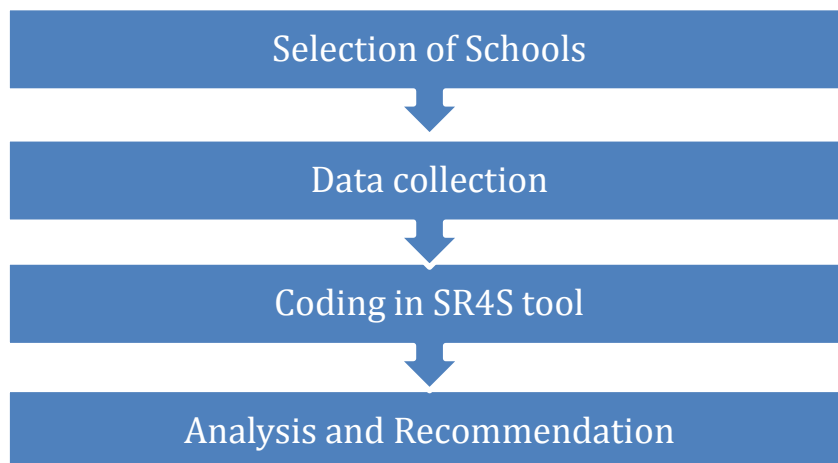 Selection of Schools
Data collection
Coding in SR4S tool
Analysis and Recommendation